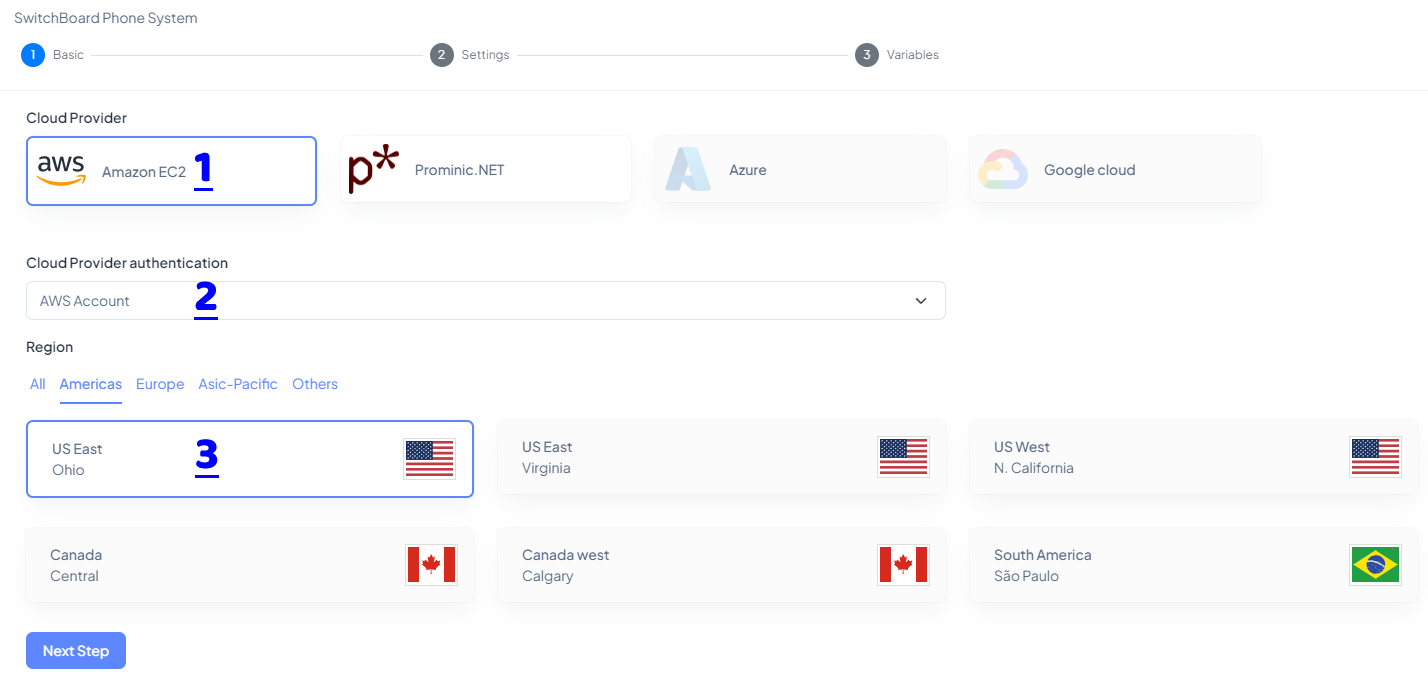 SwitchBoard Phone System
1 Basic 2 Settings 3 Variables
Cloud Provider
aws Amazon EC2 1 p* Prominic.NET Azure Google cloud
Cloud Provider authentication
AWS Account 2
Region
All Americas Europe Asic-Pacific Others
US East 3 US East US West
Ohio Virginia N. California
Canada Canada west South America
Central Calgary São Paulo
Next Step